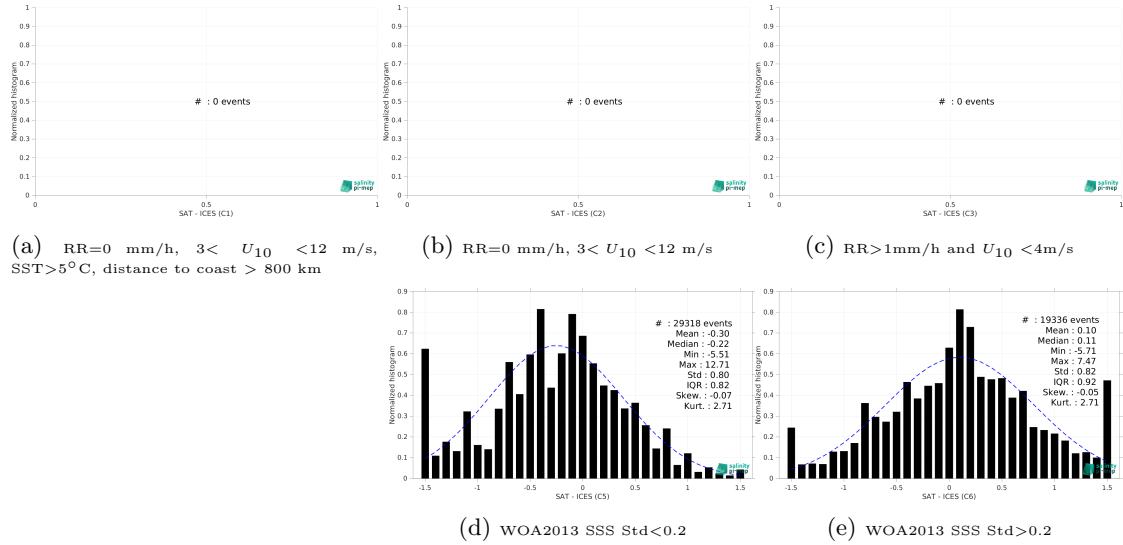 1
0.9
0.8
0.7
0.6
0.5
0.4
0.3
0.2
0.1
0
Normalized histogram
# : 0 events
salinity
pi-mep
0 0.5 1
SAT - ICES (C1)
1
0.9
0.8
0.7
0.6
0.5
0.4
0.3
0.2
0.1
0
Normalized histogram
# : 0 events
salinity
pi-mep
0 0.5 1
SAT - ICES (C2)
1
0.9
0.8
0.7
0.6
0.5
0.4
0.3
0.2
0.1
0
Normalized histogram
# : 0 events
salinity
pi-mep
0 0.5 1
SAT - ICES (C3)
(a) RR=0 mm/h, 3< U10 <12 m/s,
SST>5°C, distance to coast > 800 km
(b) RR=0 mm/h, 3< U10 <12 m/s
(c) RR>1mm/h and U10 <4m/s
0.9
0.8
0.7
0.6
0.5
0.4
0.3
0.2
0.1
0
Normalized histogram
# : 29318 events
Mean : -0.30
Median : -0.22
Min : -5.51
Max : 12.71
Std : 0.80
IQR : 0.82
Skew. : -0.07
Kurt. : 2.71
salinity
pi-mep
-1.5 -1 -0.5 0 0.5 1 1.5
SAT - ICES (C5)
0.9
0.8
0.7
0.6
0.5
0.4
0.3
0.2
0.1
0
Normalized histogram
# : 19336 events
Mean : 0.10
Median : 0.11
Min : -5.71
Max : 7.47
Std : 0.82
IQR : 0.92
Skew. : -0.05
Kurt. : 2.71
salinity
pi-mep
-1.5 -1 -0.5 0 0.5 1 1.5
SAT - ICES (C6)
(d) WOA2013 SSS Std<0.2
(e) WOA2013 SSS Std>0.2